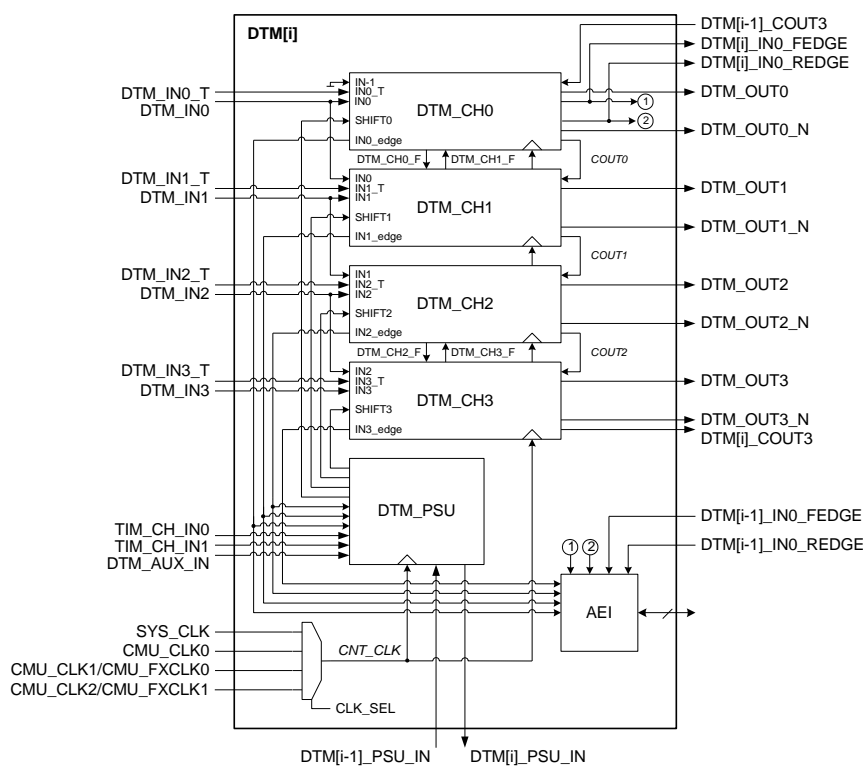 DTM[i]
DTM[i-1]_COUT3
DTM[i]_IN0_FEDGE
DTM[i]_IN0_REDGE
DTM_IN0_T
DTM_IN0
IN-1
IN0_T
IN0
SHIFT0
IN0_edge
DTM_CH0
1
2
DTM_OUT0
DTM_OUT0_N
DTM_CH0_F
DTM_CH1_F
COUT0
DTM_IN1_T
DTM_IN1
IN0
IN1_T
IN1
SHIFT1
IN1_edge
DTM_CH1
DTM_OUT1
DTM_OUT1_N
COUT1
DTM_IN2_T
DTM_IN2
IN1
IN2_T
IN2
SHIFT2
IN2_edge
DTM_CH2
DTM_OUT2
DTM_OUT2_N
DTM_CH2_F
DTM_CH3_F
COUT2
DTM_IN3_T
DTM_IN3
IN2
IN3_T
IN3
SHIFT3
IN3_edge
DTM_CH3
DTM_OUT3
DTM_OUT3_N
DTM[i]_COUT3
DTM_PSU
TIM_CH_IN0
TIM_CH_IN1
DTM_AUX_IN
DTM[i-1]_IN0_FEDGE
DTM[i-1]_IN0_REDGE
1
2
AEI
SYS_CLK
CMU_CLK0
CMU_CLK1/CMU_FXCLK0
CMU_CLK2/CMU_FXCLK1
CNT_CLK
CLK_SEL
DTM[i-1]_PSU_IN
DTM[i]_PSU_IN